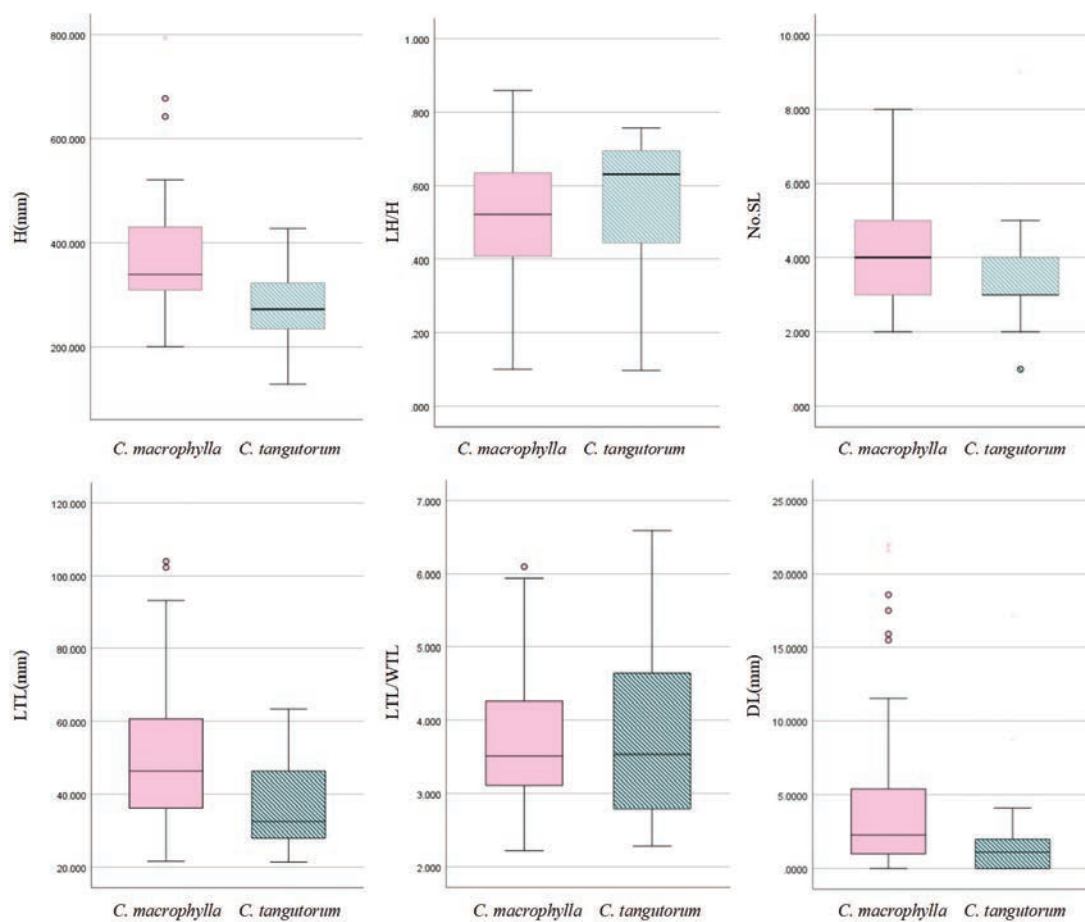 H(mm)
800.000
600.000
400.000
200.000
C. macrophylla C. tangutorum
LH/H
1.000
.800
.600
.400
.200
.000
C. macrophylla C. tangutorum
No.SL
10.000
8.000
6.000
4.000
2.000
.000
C. macrophylla C. tangutorum
LTL(mm)
120.000
100.000
80.000
60.000
40.000
20.000
C. macrophylla C. tangutorum
LTL/WTL
7.000
6.000
5.000
4.000
3.000
2.000
C. macrophylla C. tangutorum
DL(mm)
25.0000
20.0000
15.0000
10.0000
5.0000
.0000
C. macrophylla C. tangutorum